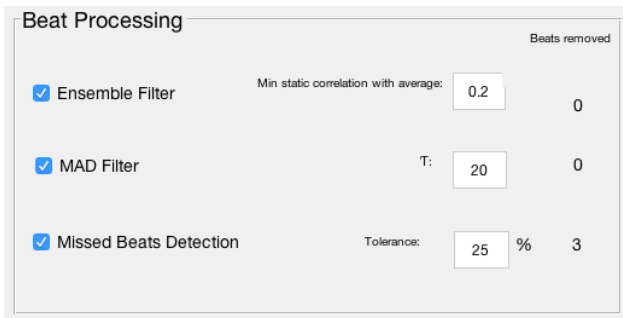 Beat Processing
Beats removed
Ensemble Filter Min static correlation with average: 0.2 0
MAD Filter Ƭ: 20 0
Missed Beats Detection Tolerance: 25 % 3